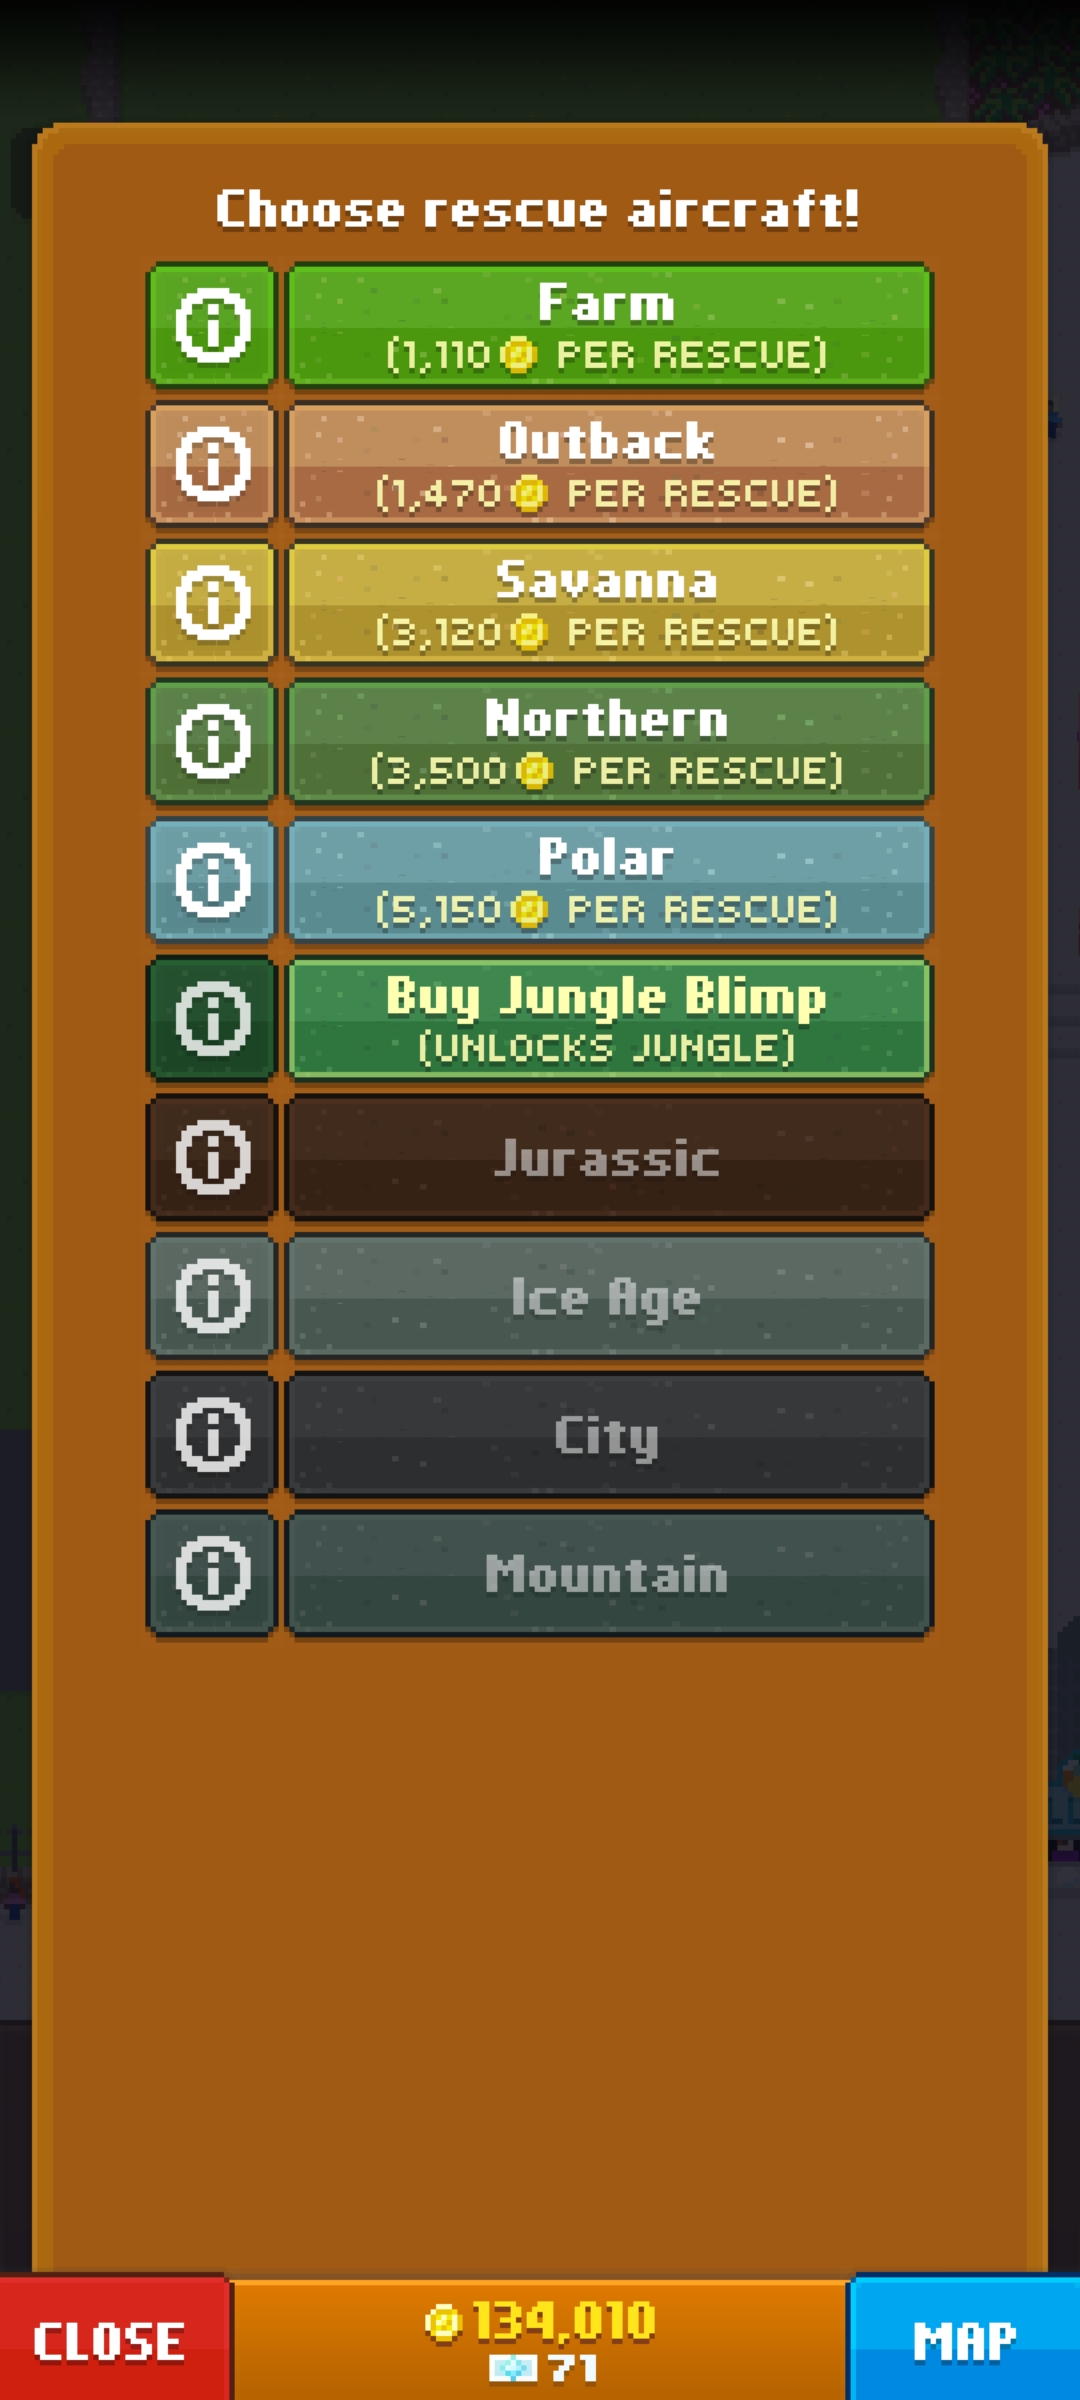 Choose rescue aircraft!
Farm
(1,110 PER RESCUE)
Outback
(1,470 PER RESCUE)
Savanna
(3,120 PER RESCUE)
Northern
(3,500 PER RESCUE)
Polar
(5,150 PER RESCUE)
Buy Jungle Blimp
(UNLOCKS JUNGLE)
Jurassic
Ice Age
City
Mountain
CLOSE
134,010
71
MAP